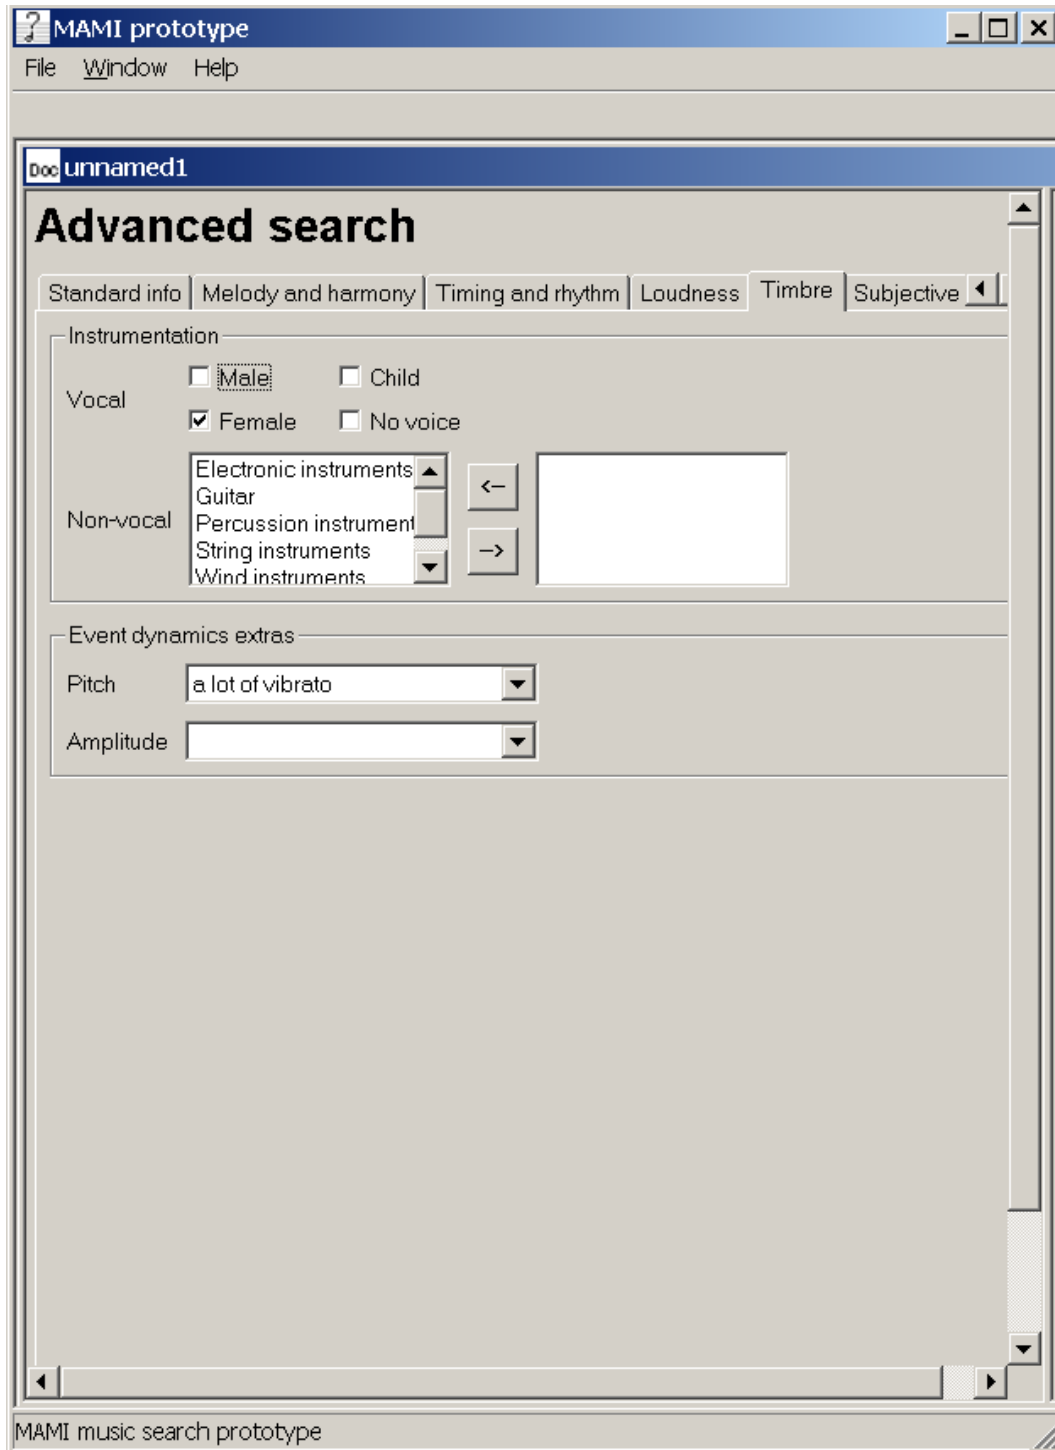 MAMI prototype
File Window Help
Doc unnamed1
Advanced search
Standard info Melody and harmony Timing and rhythm Loudness Timbre Subjective
Instrumentation
Vocal
Male Child
Female No voice
Non-vocal
Electronic instruments
Guitar
Percussion instrument
String instruments
Wind instruments
<--
-->
Event dynamics extras
Pitch a lot of vibrato
Amplitude
MAMI music search prototype